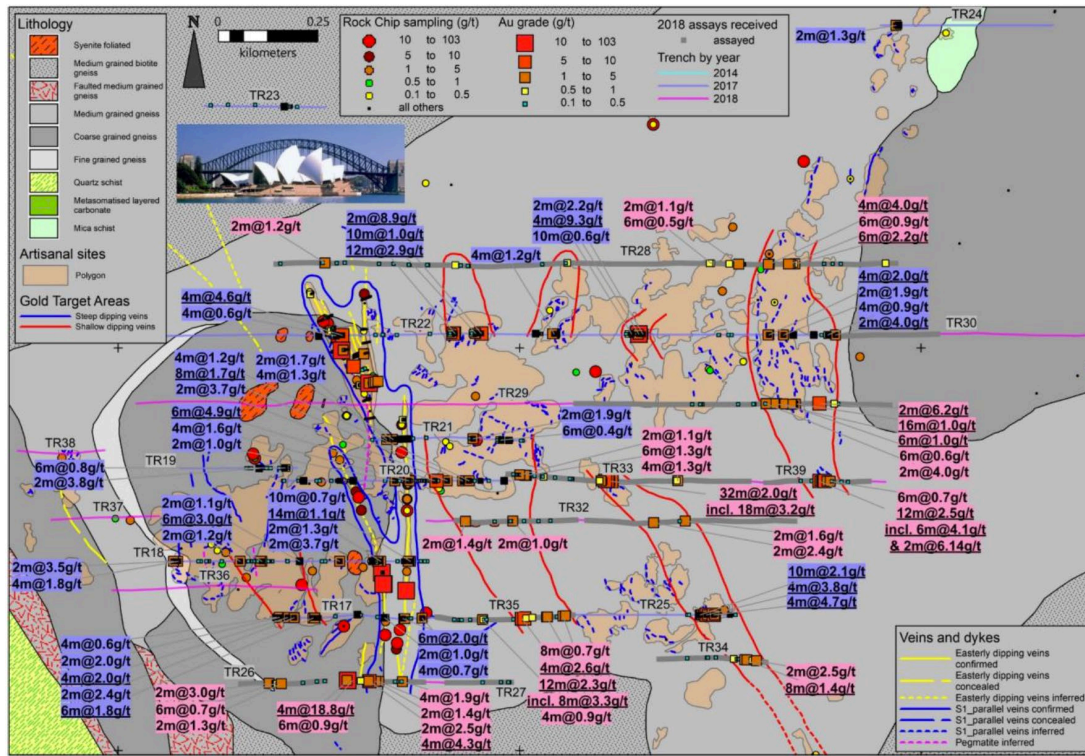 Lithology
Syenite foliated
Medium grained biotite
gneiss
Faulted medium grained
gneiss
Medium grained gneiss
Coarse grained gneiss
Fine grained gneiss
Quartz schist
Metasomatised layered
carbonate
Mica schist
Artisanal sites
Polygon
Gold Target Areas
Steep dipping veins
Shallow dipping veins
N
0 0.25
kilometers
Rock Chip sampling (g/t)
10 to 103
5 to 10
1 to 5
0.5 to 1
0.1 to 0.5
all others
Au grade (g/t)
10 to 103
5 to 10
1 to 5
0.5 to 1
0.1 to 0.5
2018 assays received
assayed
Trench by year
2014
2017
2018
TR24
2m@1.3g/t
TR23
2m@1.2g/t
2m@8.9g/t
10m@1.0g/t
12m@2.9g/t
4m@1.2g/t
2m@2.2g/t
4m@9.3g/t
10m@0.6g/t
2m@1.1g/t
6m@0.5g/t
TR28
4m@4.0g/t
6m@0.9g/t
6m@2.2g/t
4m@2.0g/t
2m@1.9g/t
4m@0.9g/t
2m@4.0g/t
TR30
4m@4.6g/t
4m@0.6g/t
TR22
4m@1.2g/t
8m@1.7g/t
2m@3.7g/t
2m@1.7g/t
4m@1.3g/t
TR29
6m@4.9g/t
4m@1.6g/t
2m@1.0g/t
2m@1.9g/t
6m@0.4g/t
2m@6.2g/t
16m@1.0g/t
6m@1.0g/t
6m@0.6g/t
2m@4.0g/t
TR38
6m@0.8g/t
2m@3.8g/t
TR19
TR21
TR20
2m@1.1g/t
6m@1.3g/t
4m@1.3g/t
TR33
TR39
10m@0.7g/t
14m@1.1g/t
2m@1.3g/t
2m@3.7g/t
32m@2.0g/t
incl. 18m@3.2g/t
6m@0.7g/t
12m@2.5g/t
incl. 6m@4.1g/t
& 2m@6.14g/t
TR37
2m@1.1g/t
6m@3.0g/t
2m@1.2g/t
TR32
2m@1.4g/t
2m@1.0g/t
2m@1.6g/t
2m@2.4g/t
TR18
2m@3.5g/t
4m@1.8g/t
TR36
10m@2.1g/t
4m@3.8g/t
4m@4.7g/t
TR17
TR35
TR25
4m@0.6g/t
2m@2.0g/t
4m@2.0g/t
2m@2.4g/t
6m@1.8g/t
6m@2.0g/t
2m@1.0g/t
4m@0.7g/t
8m@0.7g/t
4m@2.6g/t
12m@2.3g/t
incl. 8m@3.3g/t
4m@0.9g/t
TR34
2m@2.5g/t
8m@1.4g/t
TR26
TR27
2m@3.0g/t
6m@0.7g/t
2m@1.3g/t
4m@18.8g/t
6m@0.9g/t
4m@1.9g/t
2m@1.4g/t
2m@2.5g/t
4m@4.3g/t
Veins and dykes
Easterly dipping veins
confirmed
Easterly dipping veins
concealed
Easterly dipping veins inferred
S1_parallel veins confirmed
S1_parallel veins concealed
S1_parallel veins inferred
Pegmatite inferred